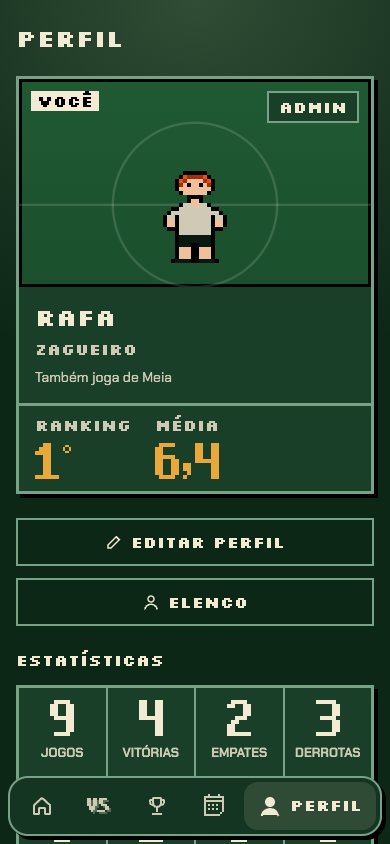 PERFIL
VOCÊ
ADMIN
RAFA
ZAGUEIRO
Também joga de Meia
RANKING MÉDIA
1° 6,4
EDITAR PERFIL
ELENCO
ESTATÍSTICAS
9 4 2 3
JOGOS VITÓRIAS EMPATES DERROTAS
VS PERFIL